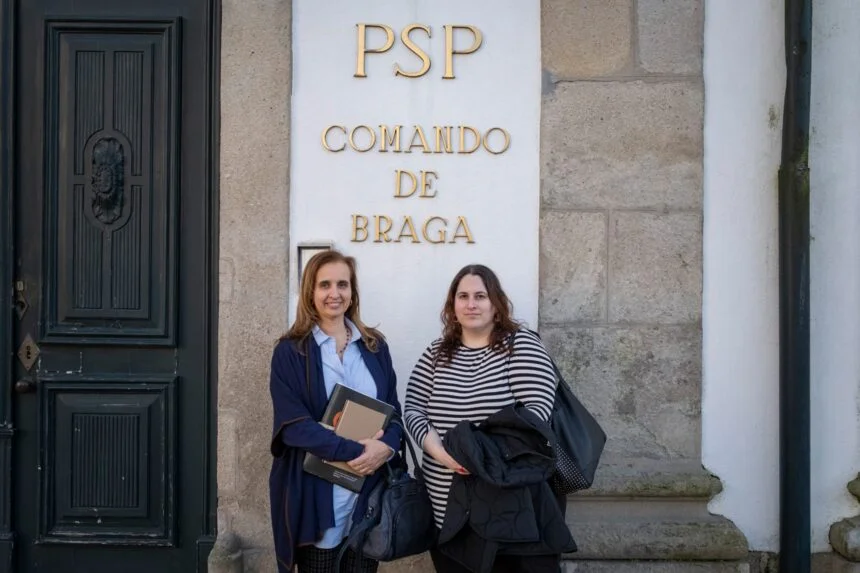 PSP
COMANDO
DE
BRAGA